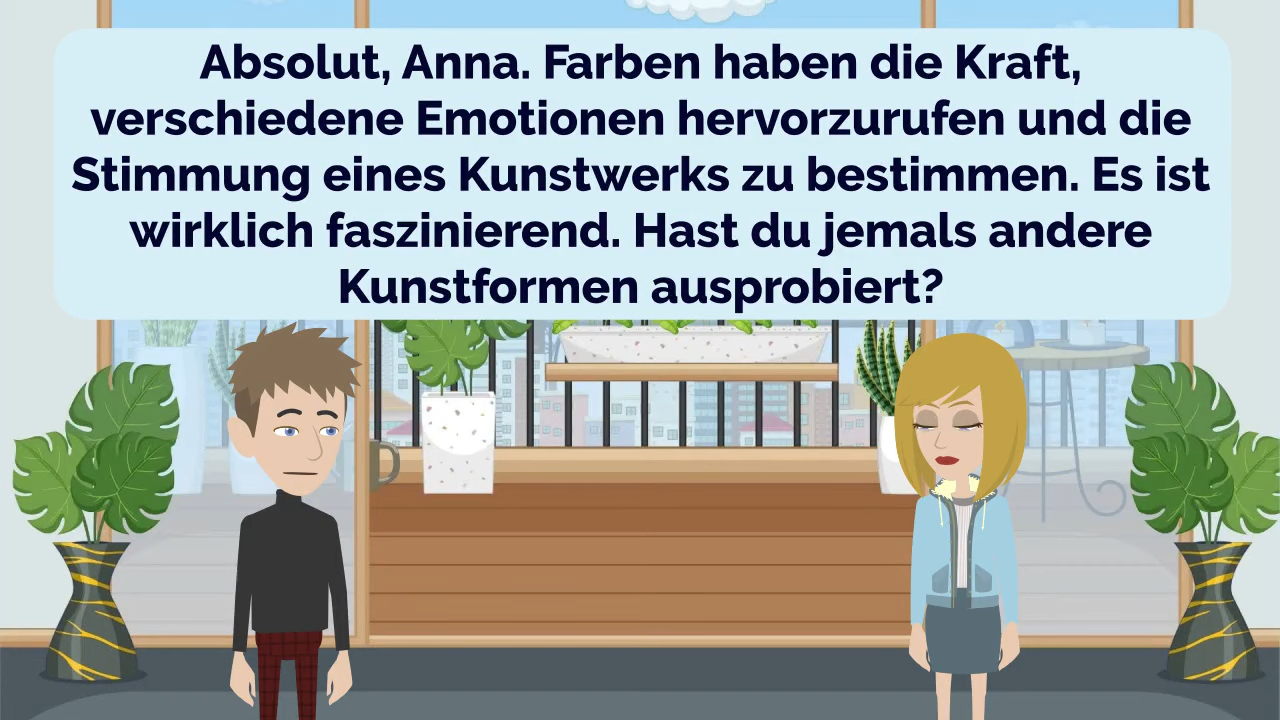 Absolut, Anna. Farben haben die Kraft,
verschiedene Emotionen hervorzurufen und die
Stimmung eines Kunstwerks zu bestimmen. Es ist
wirklich faszinierend. Hast du jemals andere
Kunstformen ausprobiert?